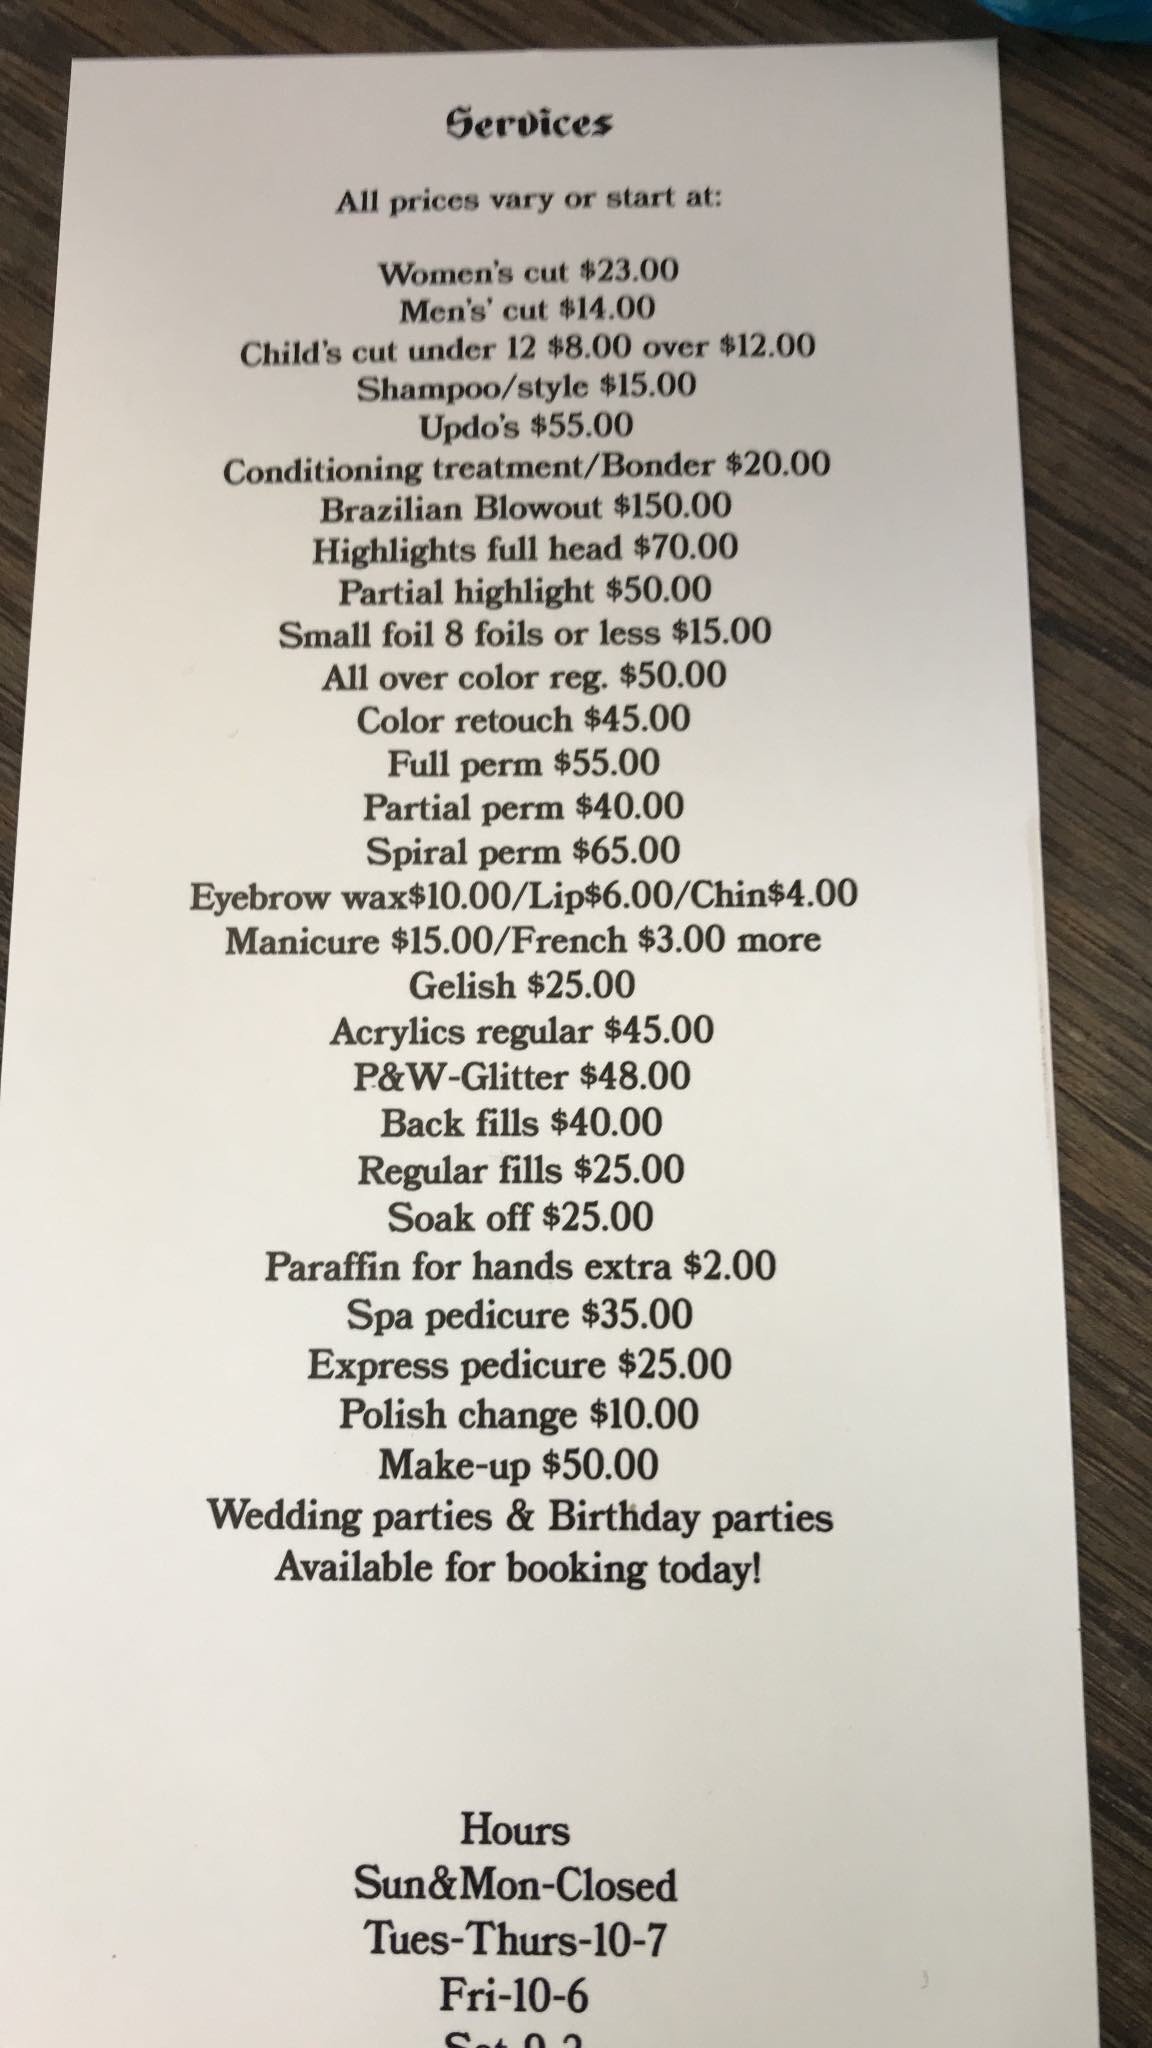 Services
All prices vary or start at:
Women's cut $23.00
Men's' cut $14.00
Child's cut under 12 $8.00 over $12.00
Shampoo/style $15.00
Updo's $55.00
Conditioning treatment/Bonder $20.00
Brazilian Blowout $150.00
Highlights full head $70.00
Partial highlight $50.00
Small foil 8 foils or less $15.00
All over color reg. $50.00
Color retouch $45.00
Full perm $55.00
Partial perm $40.00
Spiral perm $65.00
Eyebrow wax$10.00/Lip$6.00/Chin$4.00
Manicure $15.00/French $3.00 more
Gelish $25.00
Acrylics regular $45.00
P&W-Glitter $48.00
Back fills $40.00
Regular fills $25.00
Soak off $25.00
Paraffin for hands extra $2.00
Spa pedicure $35.00
Express pedicure $25.00
Polish change $10.00
Make-up $50.00
Wedding parties & Birthday parties
Available for booking today!
Hours
Sun&Mon-Closed
Tues-Thurs-10-7
Fri-10-6